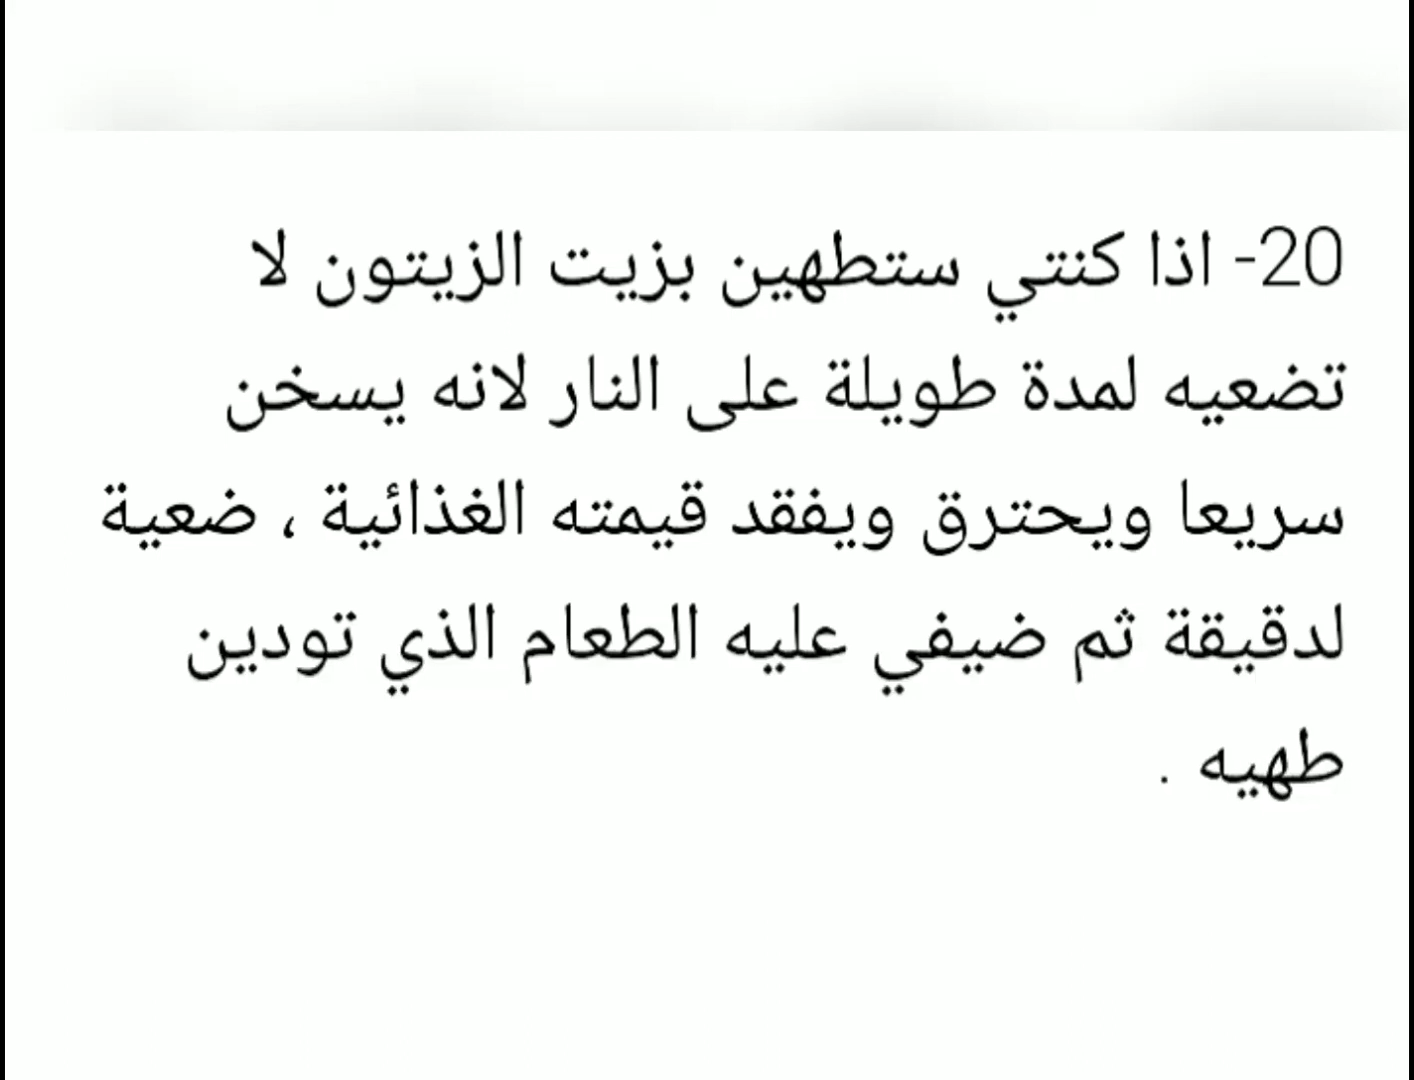 20- اذا كنتي ستطهين بزيت الزيتون لا
تضعيه لمدة طويلة على النار لانه يسخن
سريعا ويحترق ويفقد قيمته الغذائية ، ضعية
لدقيقة ثم ضيفي عليه الطعام الذي تودين
طهيه .